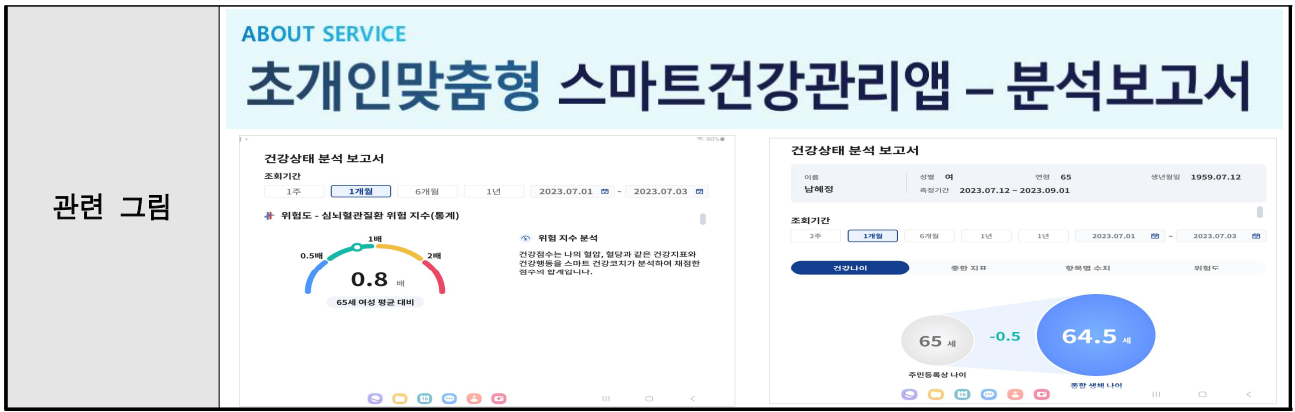 관련 그림
ABOUT SERVICE
초개인맞춤형 스마트건강관리앱 – 분석보고서
90%
건강상태 분석 보고서
조회기간
1주 1개월 6개월 1년 2023.07.01 - 2023.07.03
위험도 - 심뇌혈관질환 위험 지수(통계)
0.5배 1배 2배
0.8 배
65세 여성 평균 대비
위험 지수 분석
건강점수는 나의 혈압, 혈당과 같은 건강지표와
건강행동을 스마트 건강코치가 분석하여 채점한
점수의 합계입니다.
건강상태 분석 보고서
이름 성별 여 연령 65 생년월일 1959.07.12
남혜정 측정기간 2023.07.12 ~ 2023.09.01
조회기간
2주 1개월 6개월 1년 1년 2023.07.01 ~ 2023.07.03
건강나이 종합 지표 항목별 수치 위험도
65 세 -0.5 64.5 세
주민등록상 나이
종합 생체 나이